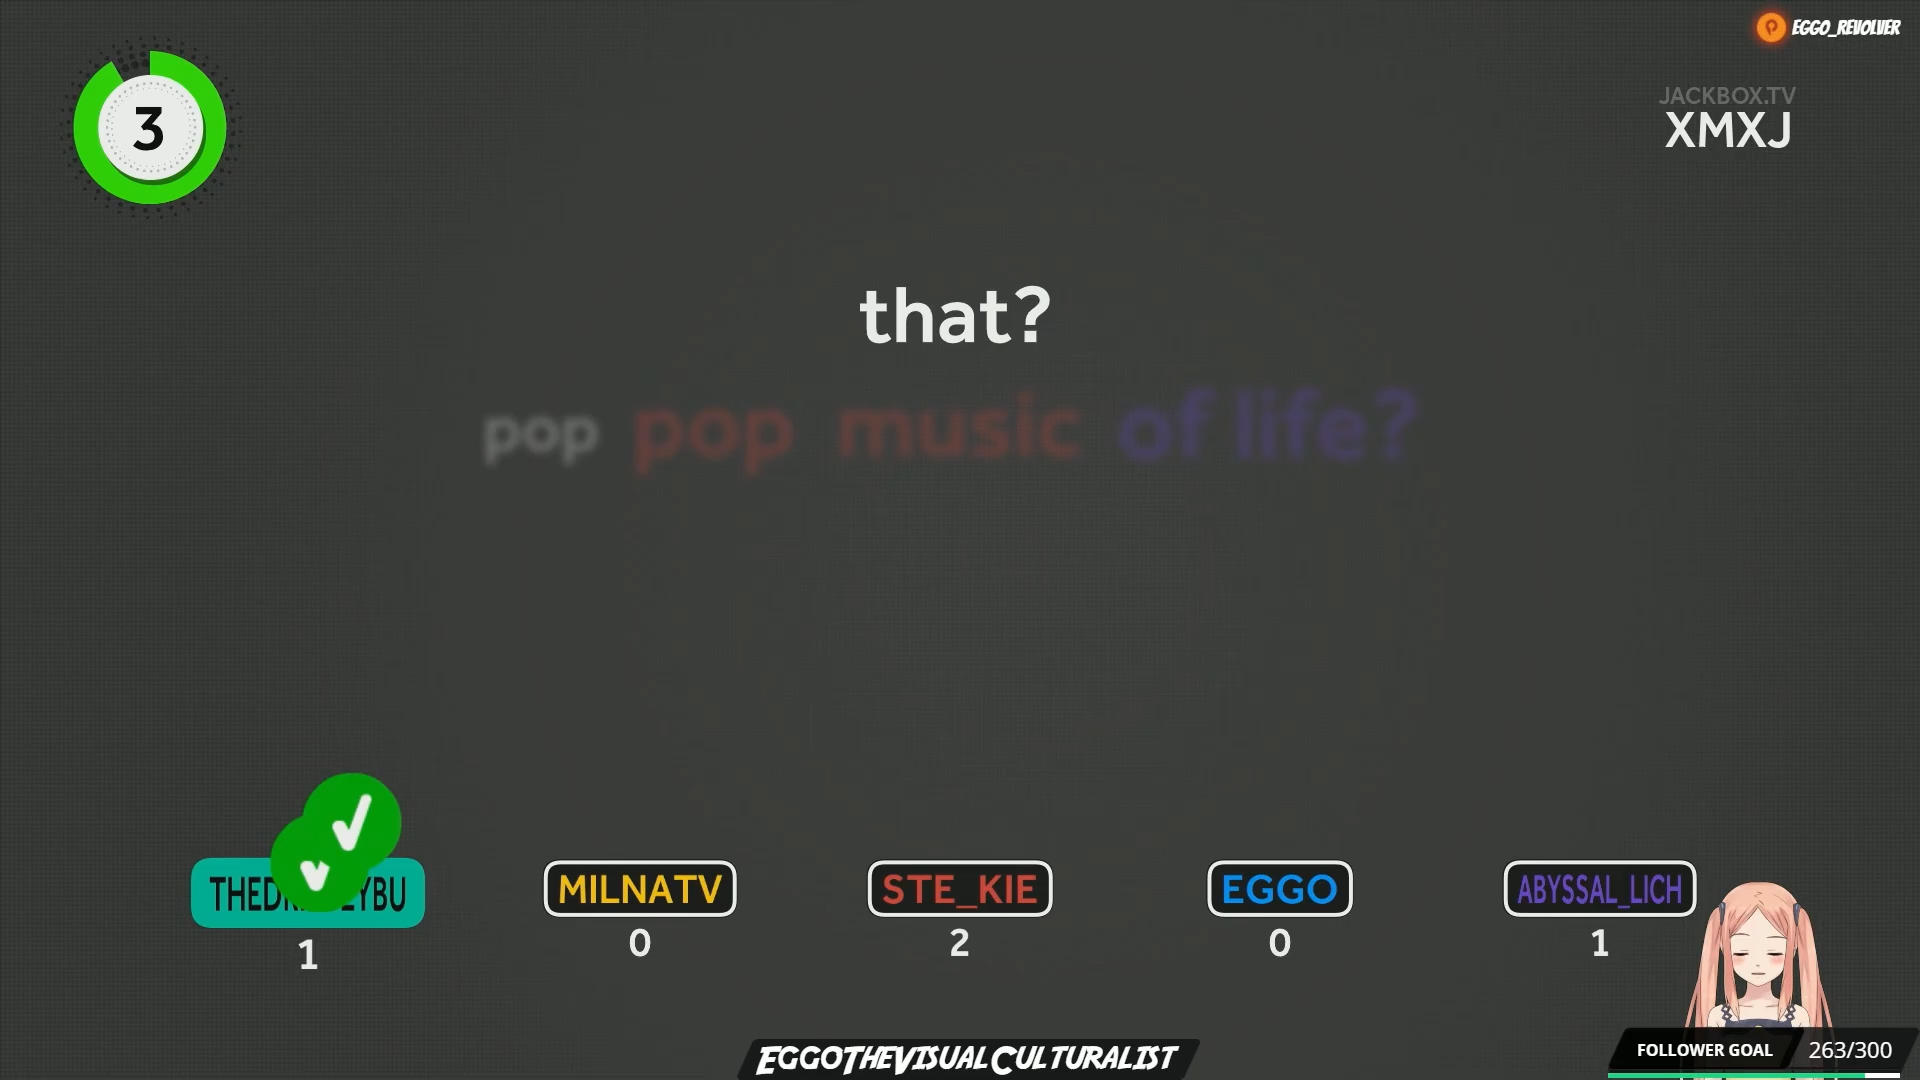 EGGO_REVOLVER
3
JACKBOX.TV
XMXJ
that?
pop pop music of life?
MILNATV
STE_KIE
EGGO
ABYSSAL_LICH
1
0
2
0
1
EGGOTHEVISUALCULTURALIST
FOLLOWER GOAL 263/300